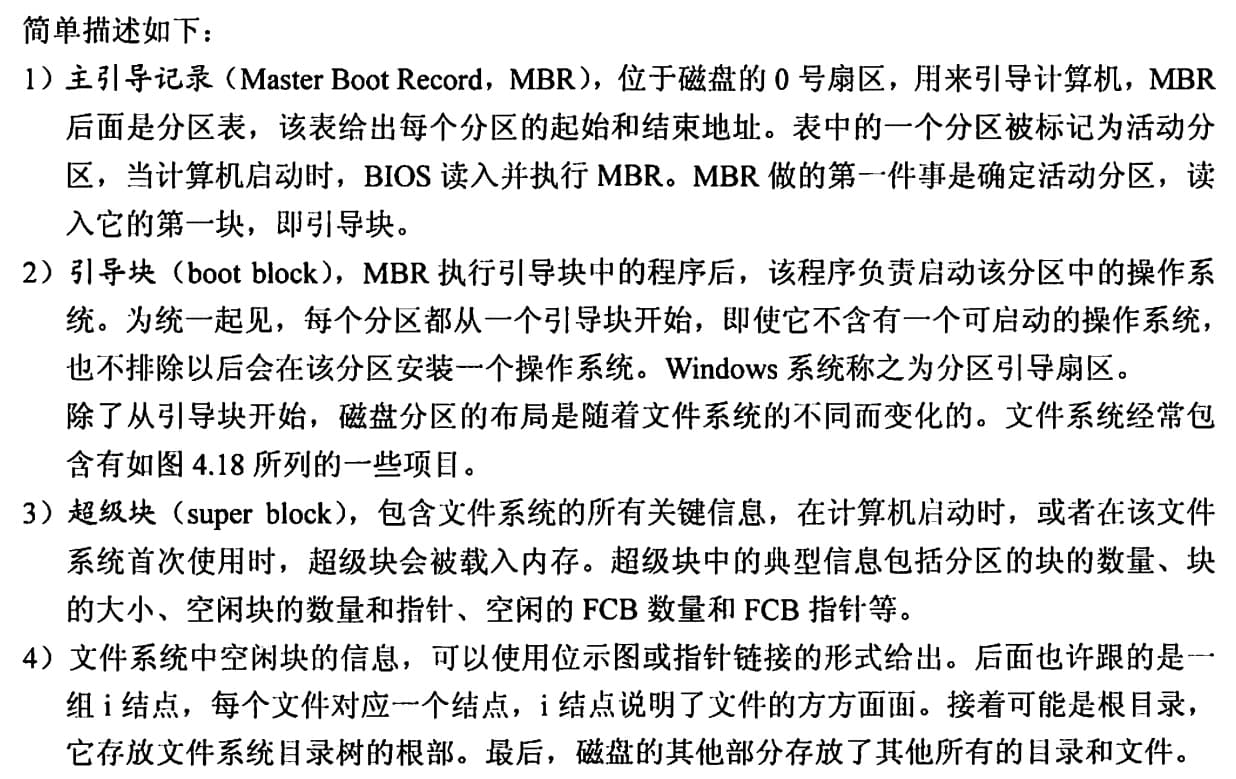 简单描述如下：
1）主引导记录（Master Boot Record，MBR），位于磁盘的 0 号扇区，用来引导计算机，MBR
后面是分区表，该表给出每个分区的起始和结束地址。表中的一个分区被标记为活动分
区，当计算机启动时，BIOS 读入并执行 MBR。MBR 做的第一件事是确定活动分区，读
入它的第一块，即引导块。
2）引导块（boot block），MBR 执行引导块中的程序后，该程序负责启动该分区中的操作系
统。为统一起见，每个分区都从一个引导块开始，即使它不含有一个可启动的操作系统，
也不排除以后会在该分区安装一个操作系统。Windows 系统称之为分区引导扇区。
除了从引导块开始，磁盘分区的布局是随着文件系统的不同而变化的。文件系统经常包
含有如图 4.18 所列的一些项目。
3）超级块（super block），包含文件系统的所有关键信息，在计算机启动时，或者在该文件
系统首次使用时，超级块会被载入内存。超级块中的典型信息包括分区的块的数量、块
的大小、空闲块的数量和指针、空闲的 FCB 数量和 FCB 指针等。
4）文件系统中空闲块的信息，可以使用位示图或指针链接的形式给出。后面也许跟的是一
组 i 结点，每个文件对应一个结点，i 结点说明了文件的方方面面。接着可能是根目录，
它存放文件系统目录树的根部。最后，磁盘的其他部分存放了其他所有的目录和文件。